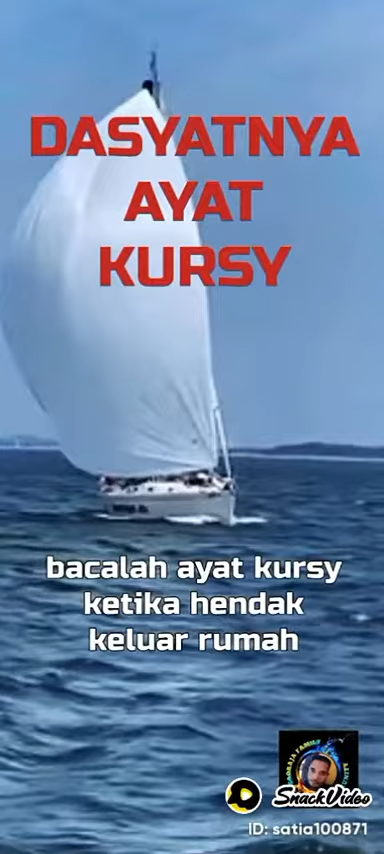 DASYATNYA
AYAT
KURSY
bacalah ayat kursy
ketika hendak
keluar rumah
SnackVideo
ID: satia100871